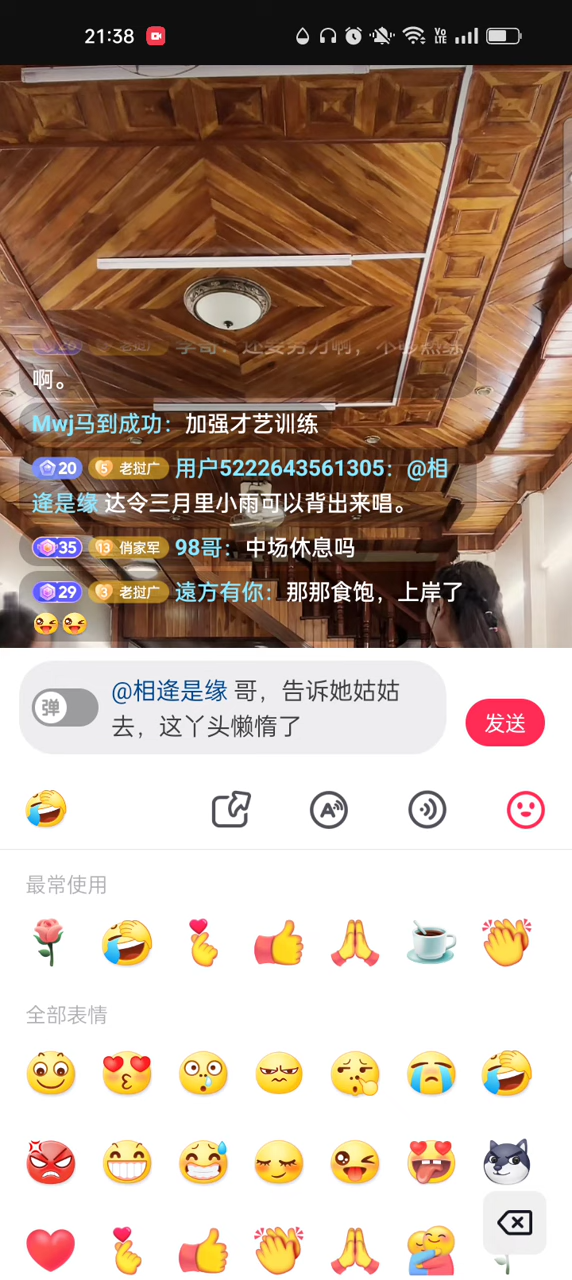 21:38
VoLTE
啊。
Mwj马到成功：加强才艺训练
20 5 老挝广 用户5222643561305：@相
逄是缘 达令三月里小雨可以背出来唱。
35 13 俏家军 98哥：中场休息吗
29 3 老挝广 遠方有你：那那食饱，上岸了
弹 @相逄是缘 哥，告诉她姑姑
去，这丫头懒惰了
发送
最常使用
全部表情